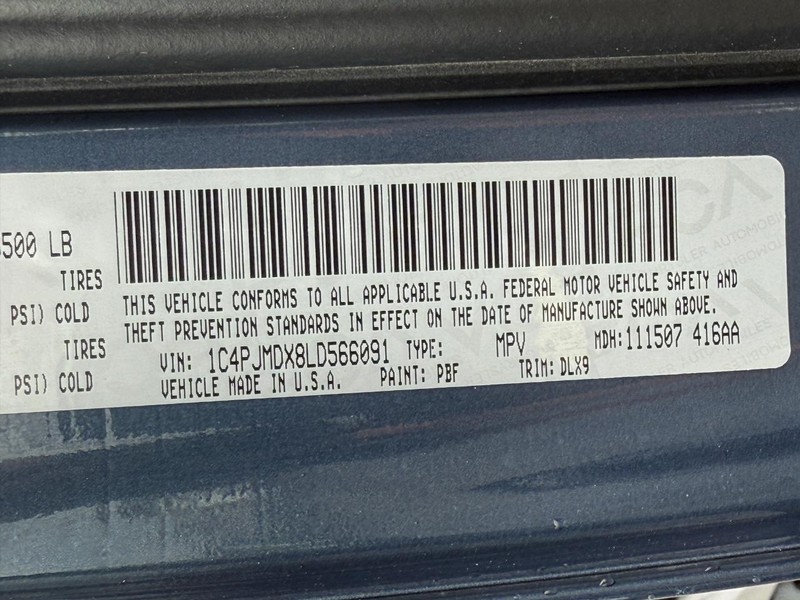 500 LB
TIRES
THIS VEHICLE CONFORMS TO ALL APPLICABLE U.S.A. FEDERAL MOTOR VEHICLE SAFETY AND
PSI) COLD
THEFT PREVENTION STANDARDS IN EFFECT ON THE DATE OF MANUFACTURE SHOWN ABOVE.
TIRES
VIN: 1C4PJMDX8LD566091 TYPE: MPV MDH:111507 416AA
PSI) COLD
VEHICLE MADE IN U.S.A. PAINT: PBF TRIM: DLX9